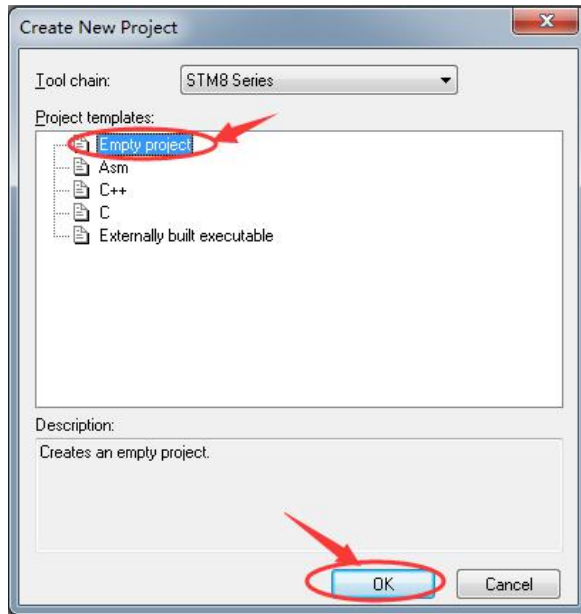 Create New Project
Tool chain:
STM8 Series
Project templates:
Empty project
Asm
C++
C
Externally built executable
Description:
Creates an empty project.
OK
Cancel